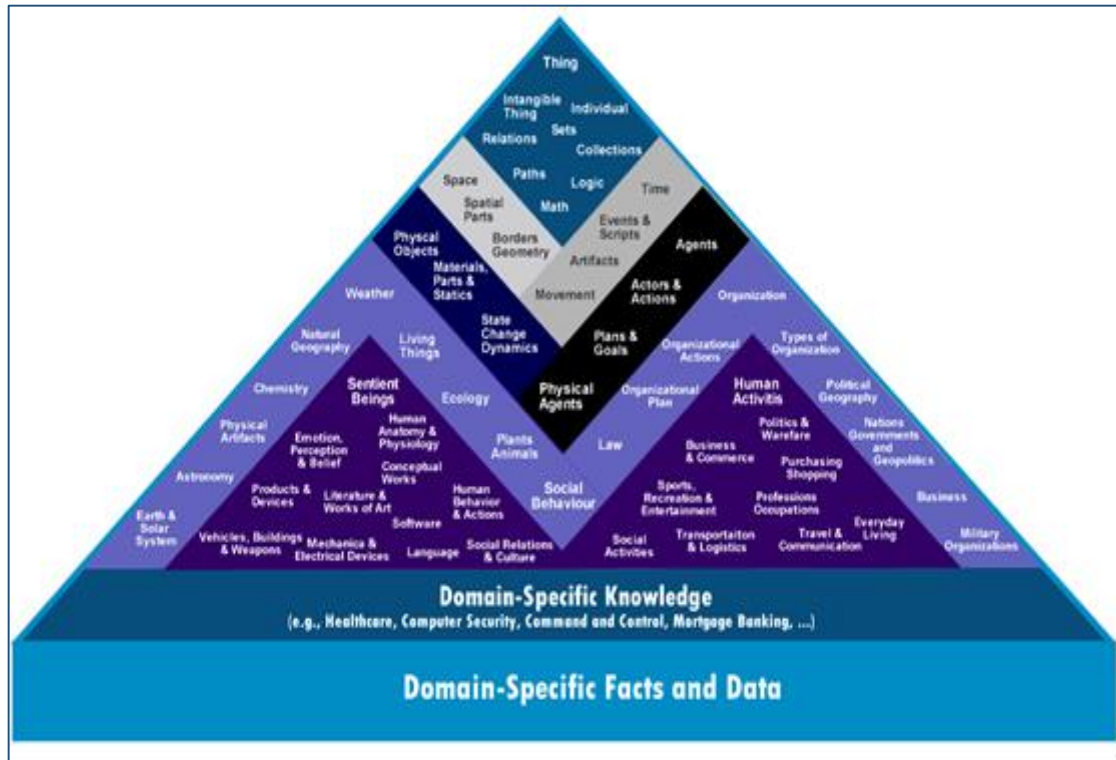 Thing
Intangible
Thing
Individual
Sets
Relations
Collections
Paths
Logic
Math
Space
Spatial
Parts
Borders
Geometry
Time
Events &
Scripts
Artifacts
Movement
Physcal
Objects
Materials,
Parts &
Statics
State
Change
Dynamics
Agents
Actors &
Actions
Plans &
Goals
Physical
Agents
Weather
Natural
Geography
Living
Things
Chemistry
Ecology
Physical
Artifacts
Plants
Animals
Astronomy
Earth &
Solar
System
Social
Behaviour
Organization
Organizational
Actions
Types of
Organization
Organizational
Plan
Political
Geography
Law
Nations
Governments
and
Geopolitics
Business
Military
Organizations
Sentient
Beings
Human
Anatomy &
Physiology
Emotion,
Perception
& Belief
Conceptual
Works
Products &
Devices
Literature &
Works of Art
Human
Behavior
& Actions
Software
Vehicles, Buildings
& Weapons
Mechanica &
Electrical Devices
Language
Social Relations
& Culture
Human
Activitis
Politics &
Warefare
Business
& Commerce
Purchasing
Shopping
Sports,
Recreation &
Entertainment
Professions
Occupations
Everyday
Living
Social
Activities
Transportaiton
& Logistics
Travel &
Communication
Domain-Specific Knowledge
(e.g., Healthcare, Computer Security, Command and Control, Mortgage Banking, ...)
Domain-Specific Facts and Data